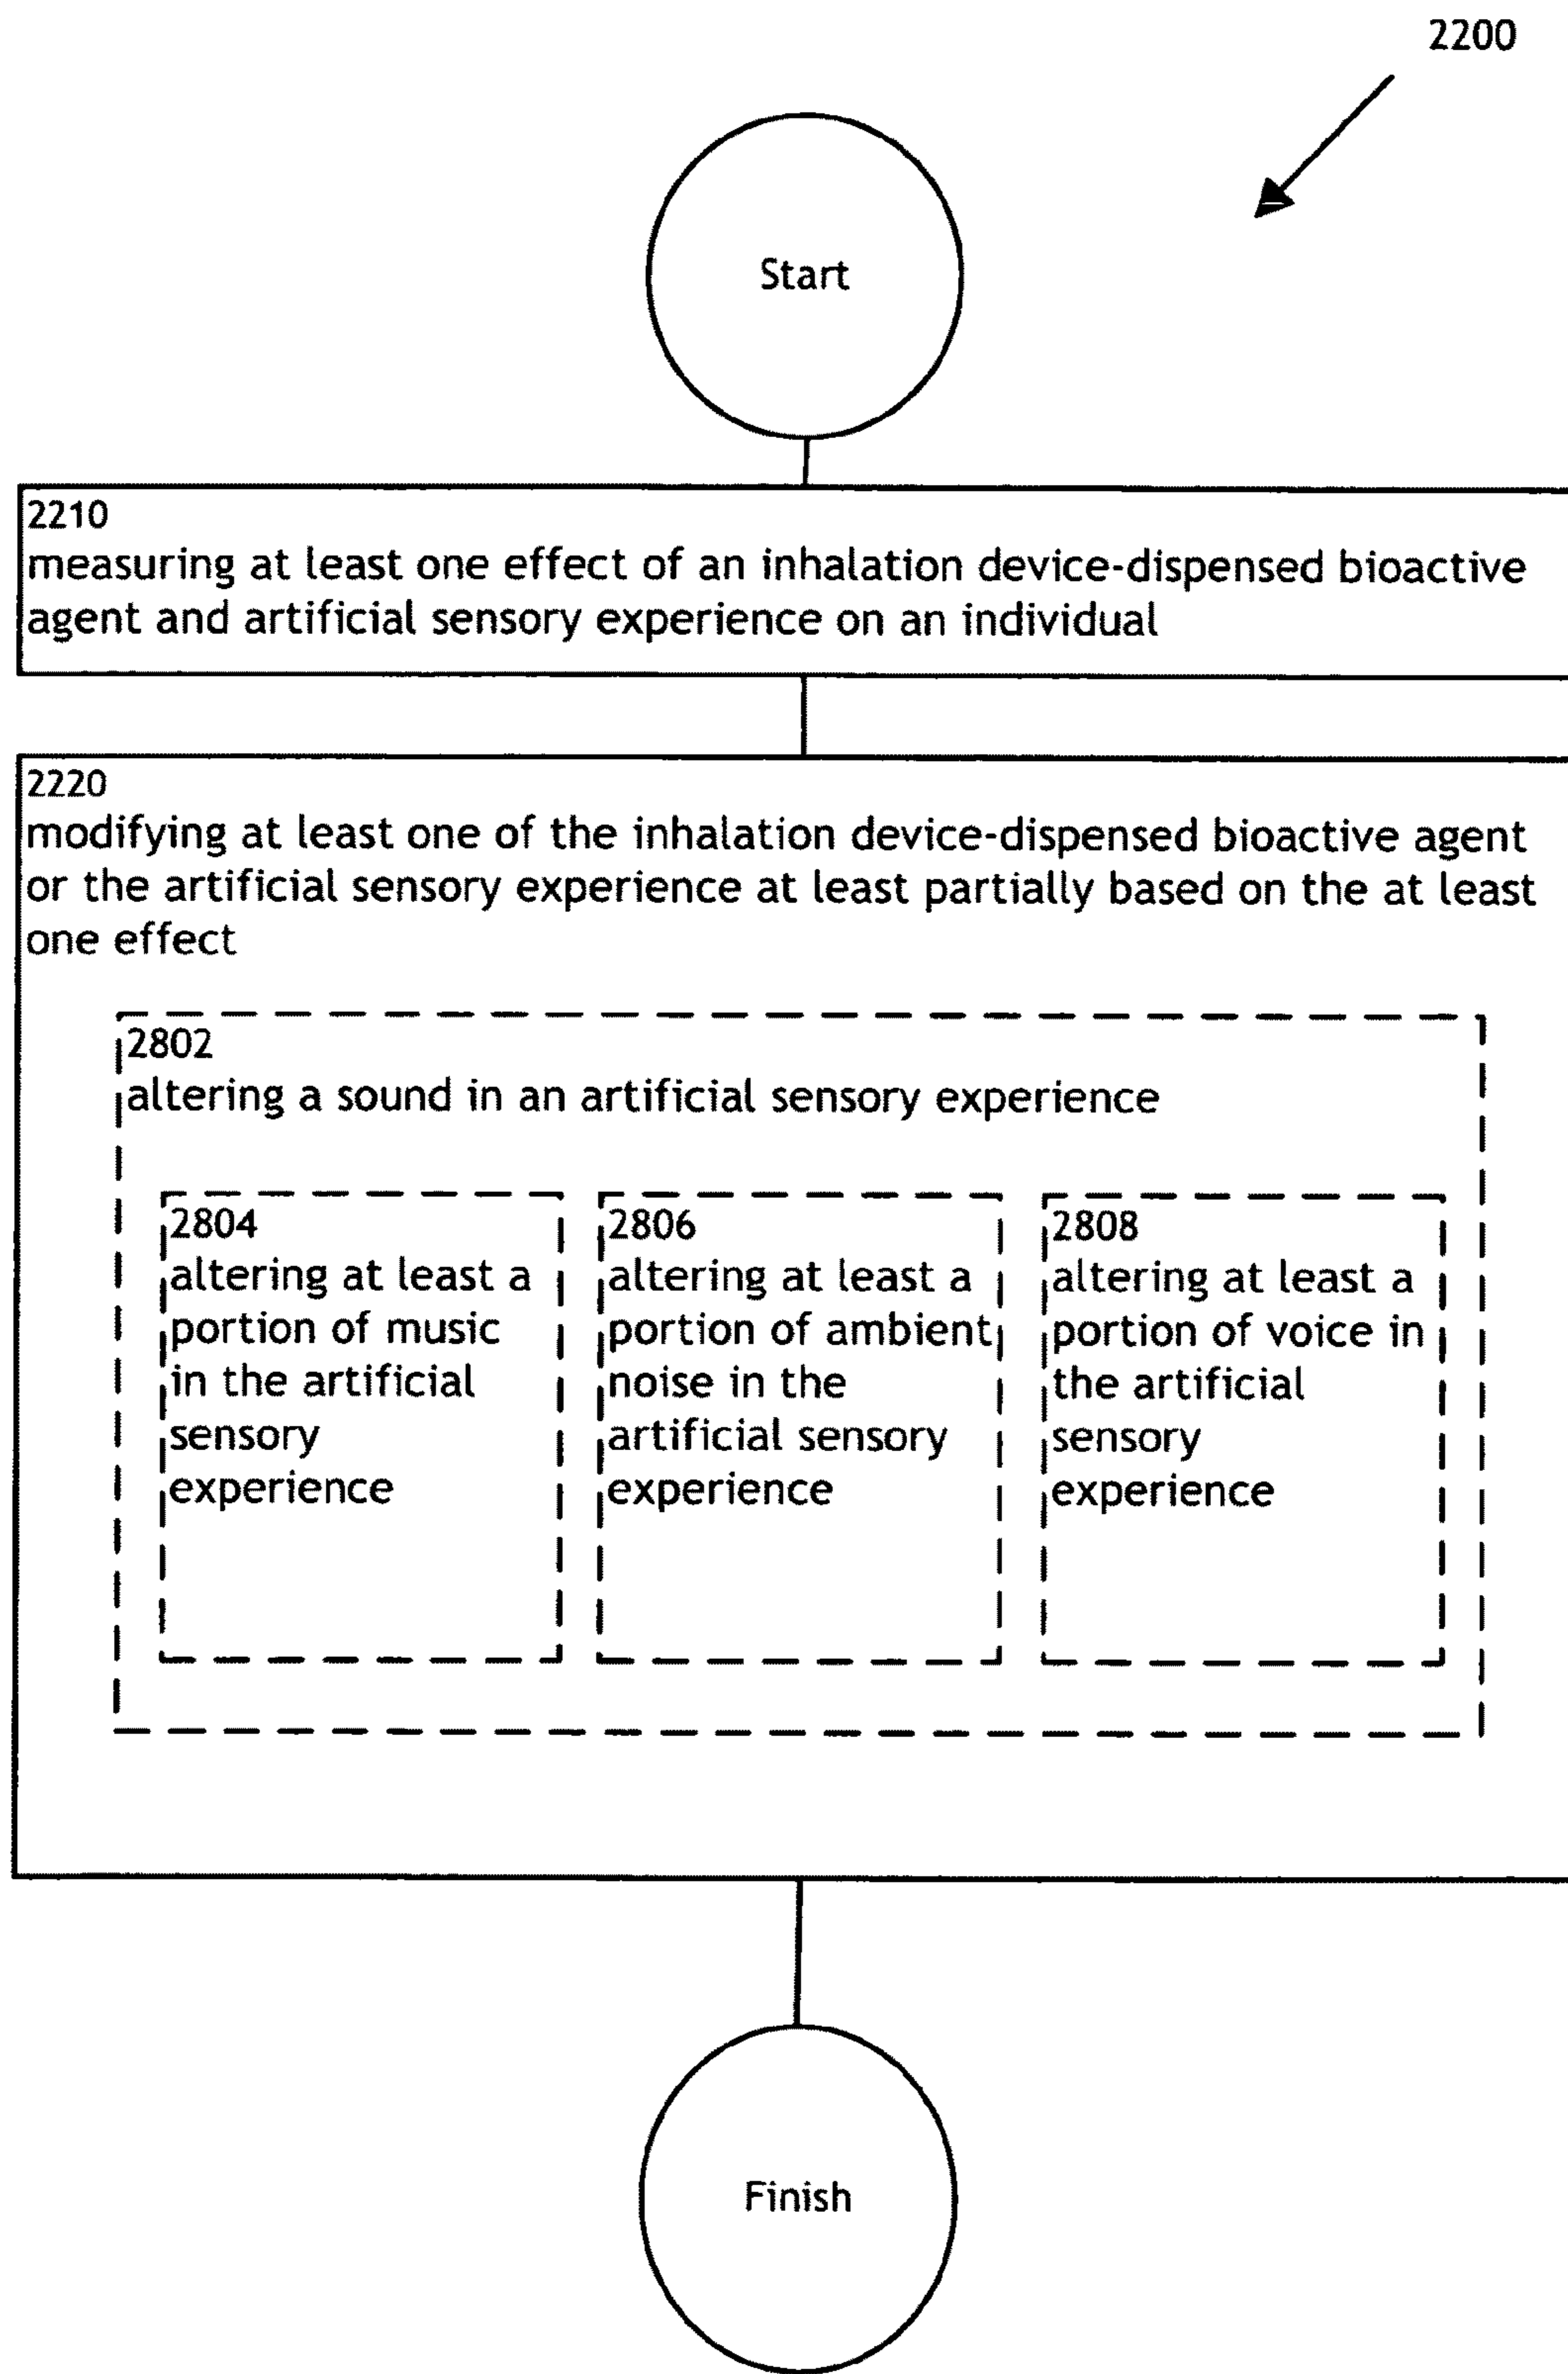 2200
Start
2210
measuring at least one effect of an inhalation device-dispensed bioactive
agent and artificial sensory experience on an individual
2220
modifying at least one of the inhalation device-dispensed bioactive agent
or the artificial sensory experience at least partially based on the at least
one effect
2802
altering a sound in an artificial sensory experience
2804
altering at least a
portion of music
in the artificial
sensory
experience
2806
altering at least a
portion of ambient
noise in the
artificial sensory
experience
2808
altering at least a
portion of voice in
the artificial
sensory
experience
Finish